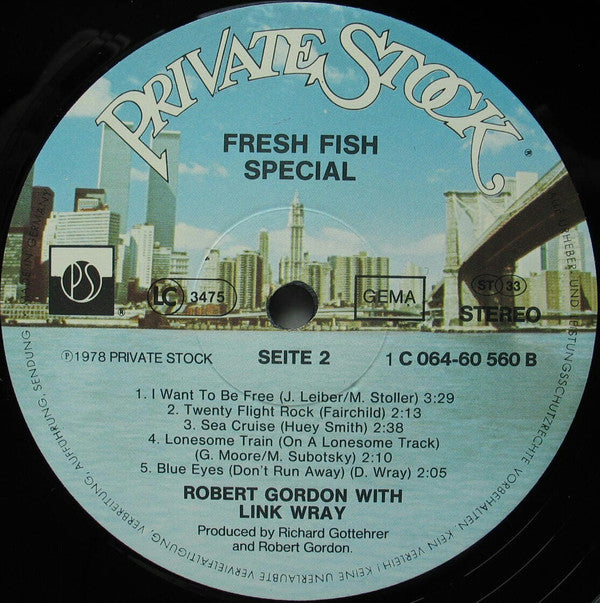 PRIVATE STOCK
®
FRESH FISH
SPECIAL
PS
®
LC 3475
GEMA
ST 33
STEREO
℗ 1978 PRIVATE STOCK
SEITE 2
1 C 064-60 560 B
1. I Want To Be Free (J. Leiber/M. Stoller) 3:29
2. Twenty Flight Rock (Fairchild) 2:13
3. Sea Cruise (Huey Smith) 2:38
4. Lonesome Train (On A Lonesome Track)
(G. Moore/M. Subotsky) 2:10
5. Blue Eyes (Don't Run Away) (D. Wray) 2:05
ROBERT GORDON WITH
LINK WRAY
Produced by Richard Gottehrer
and Robert Gordon.
URHEBER UND LEISTUNGSSCHUTZRECHTE VORBEHALTEN. KEIN VERLEIH! KEINE UNERLAUBTE VERVIELFÄLTIGUNG, VERBREITUNG, AUFFÜHRUNG, SENDUNG